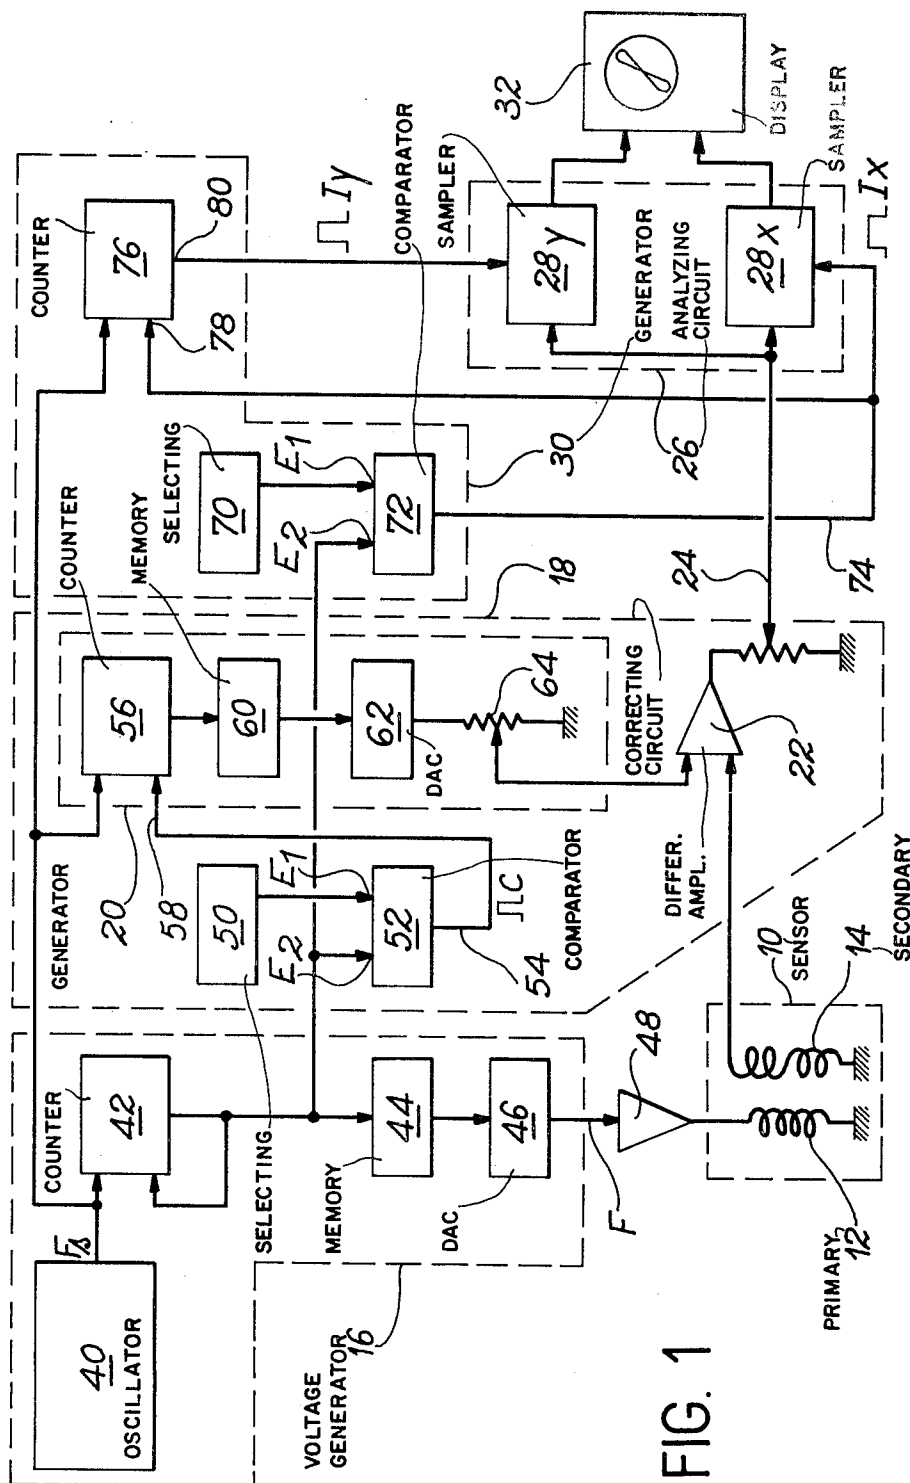 40
OSCILLATOR
Fs
COUNTER
42
MEMORY
44
DAC
46
F
48
VOLTAGE
GENERATOR
16
SELECTING
50
E1
E2
52
COMPARATOR
54
C
GENERATOR
20
58
COUNTER
56
MEMORY
60
62
DAC
64
CORRECTING
CIRCUIT
18
DIFFER.
AMPL.
22
24
10
SENSOR
PRIMARY
12
14
SECONDARY
SELECTING
70
E1
E2
72
COMPARATOR
74
30
GENERATOR
COUNTER
76
78
80
Iy
SAMPLER
28y
ANALYZING
CIRCUIT
26
28x
SAMPLER
Ix
32
DISPLAY
FIG. 1